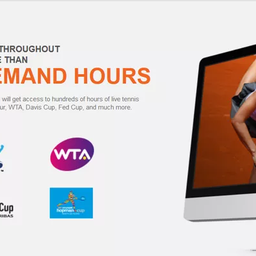 THROUGHOUT
THAN
EMAND HOURS
will get access to hundreds of hours of live tennis
ur, WTA, Davis Cup, Fed Cup, and much more.
WTA
Cup